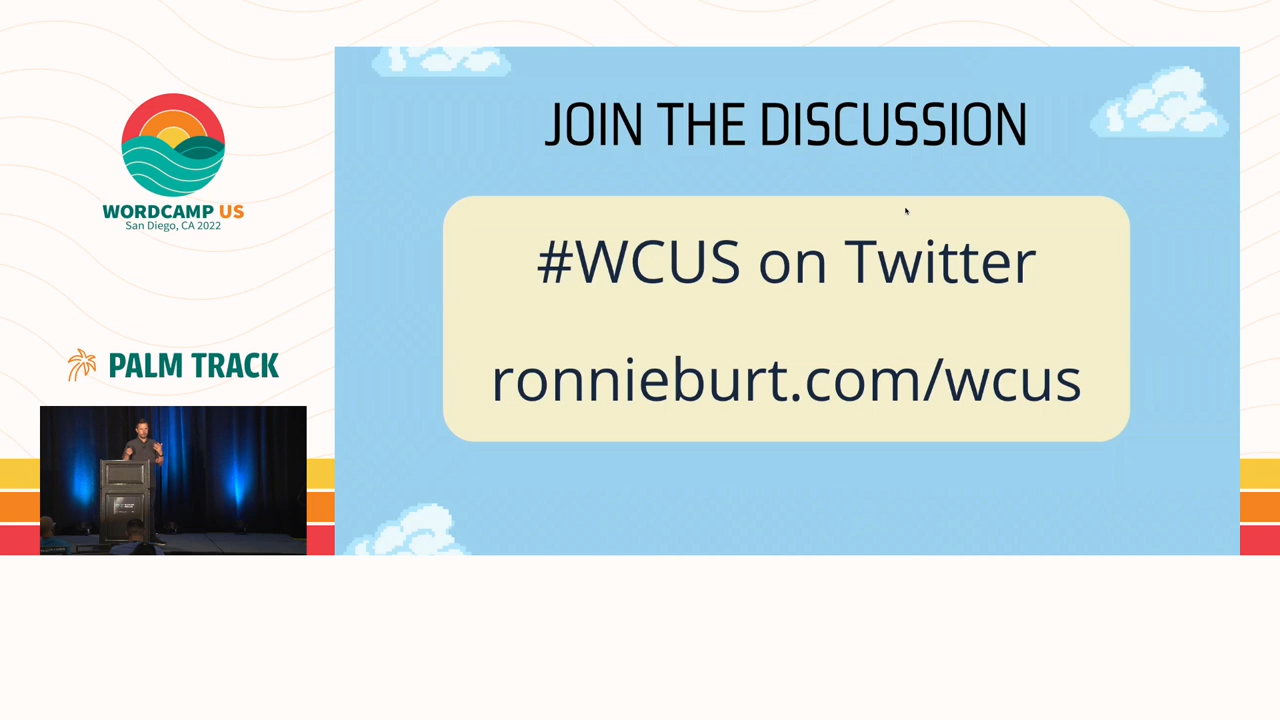 WORDCAMP US
San Diego, CA 2022
PALM TRACK
JOIN THE DISCUSSION
#WCUS on Twitter
ronnieburt.com/wcus